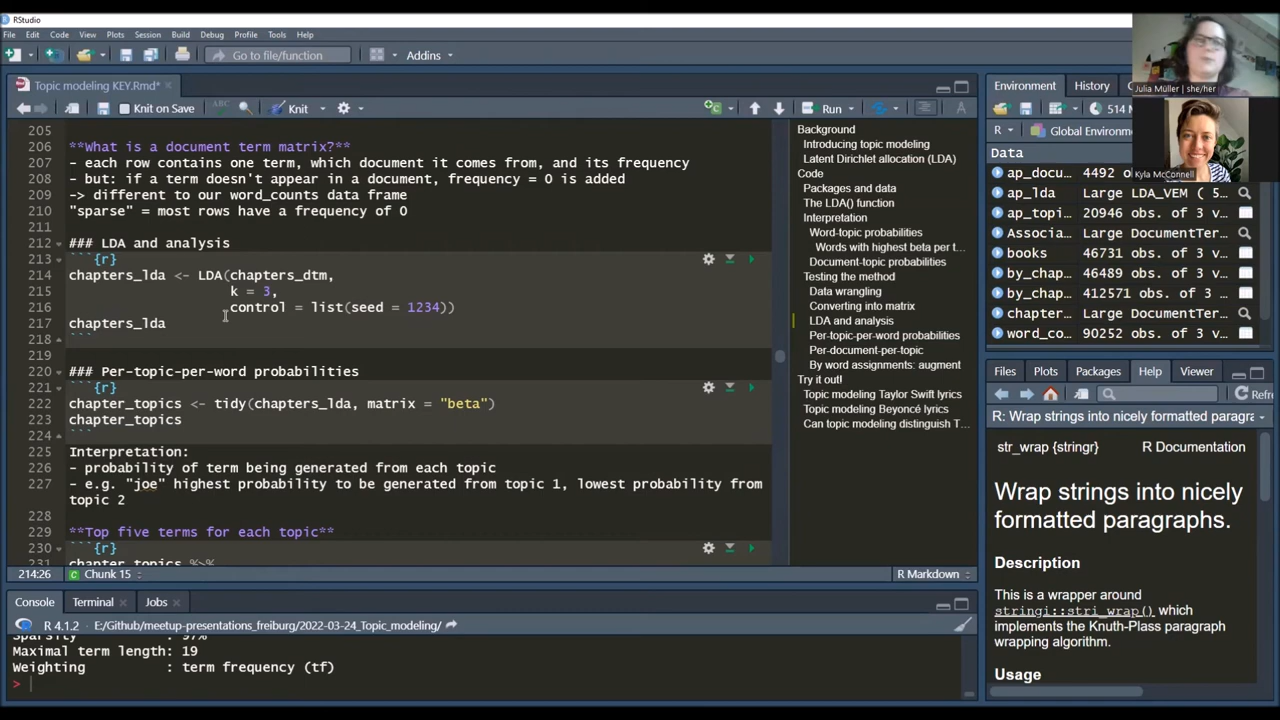 RStudio
File Edit Code View Plots Session Build Debug Profile Tools Help
Go to file/function
Addins
Topic modeling KEY.Rmd*
Knit on Save
ABC
Knit
Run
205
206 **What is a document term matrix?**
207 - each row contains one term, which document it comes from, and its frequency
208 - but: if a term doesn't appear in a document, frequency = 0 is added
209 -> different to our word_counts data frame
210 "sparse" = most rows have a frequency of 0
211
212 ### LDA and analysis
213 ```{r}
214 chapters_lda <- LDA(chapters_dtm,
215 k = 3,
216 control = list(seed = 1234))
217 chapters_lda
218 ```
219
220 ### Per-topic-per-word probabilities
221 ```{r}
222 chapter_topics <- tidy(chapters_lda, matrix = "beta")
223 chapter_topics
224 ```
225 Interpretation:
226 - probability of term being generated from each topic
227 - e.g. "joe" highest probability to be generated from topic 1, lowest probability from
topic 2
228
229 **Top five terms for each topic**
230 ```{r}
231 chapter_topics %>%
214:26 Chunk 15 R Markdown
Background
Introducing topic modeling
Latent Dirichlet allocation (LDA)
Code
Packages and data
The LDA() function
Interpretation
Word-topic probabilities
Words with highest beta per t...
Document-topic probabilities
Testing the method
Data wrangling
Converting into matrix
LDA and analysis
Per-topic-per-word probabilities
Per-document-per-topic
By word assignments: augment
Try it out!
Topic modeling Taylor Swift lyrics
Topic modeling Beyoncé lyrics
Can topic modeling distinguish T...
Console Terminal Jobs
R 4.1.2 . E:/Github/meetup-presentations_freiburg/2022-03-24_Topic_modeling/
Sparsity : 97%
Maximal term length: 19
Weighting : term frequency (tf)
>
Environment History
514 M
R Global Environme
Data
ap_docu… 4492 ob
ap_lda Large LDA_VEM ( 5…
ap_topi… 20946 obs. of 3 v…
Associa… Large DocumentTer…
books 46731 obs. of 3 v…
by_chap… 46489 obs. of 3 v…
by_chap… 412571 obs. of 3…
chapter… Large DocumentTer…
word_co… 90252 obs. of 3 v…
Julia Müller | she/her
Kyla McConnell
Files Plots Packages Help Viewer
Refre
R: Wrap strings into nicely formatted paragra
str_wrap {stringr} R Documentation
Wrap strings into nicely
formatted paragraphs.
Description
This is a wrapper around
stringi::stri_wrap() which
implements the Knuth-Plass paragraph
wrapping algorithm.
Usage